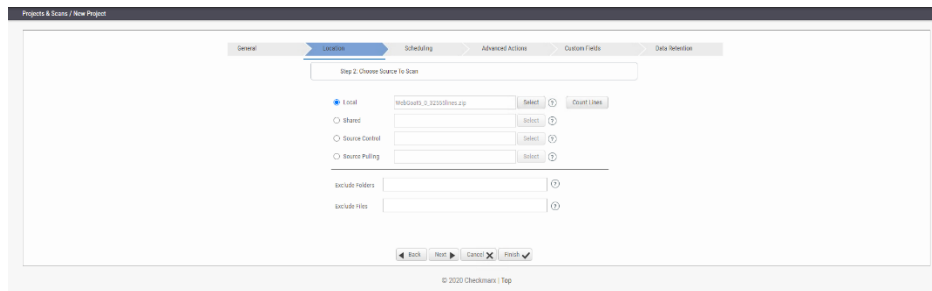 Projects & Scans / New Project
General Location Scheduling Advanced Actions Custom Fields Data Retention
Step 2: Choose Source To Scan
Local Select ? Count Lines
Shared Select ?
Source Control Select ?
Source Pulling Select ?
Exclude Folders ?
Exclude Files ?
Back Next Cancel Finish
© 2020 Checkmarx | Top